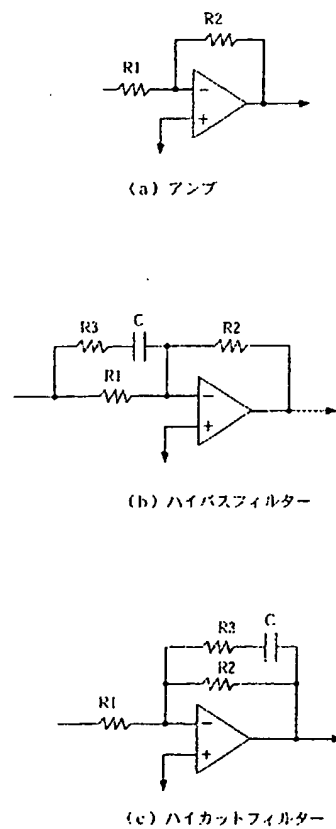 R2
R1
−
+
(a) アンプ
R3
C
R2
R1
−
+
(b) ハイパスフィルター
C
R3
R2
R1
−
+
(c) ハイカットフィルター